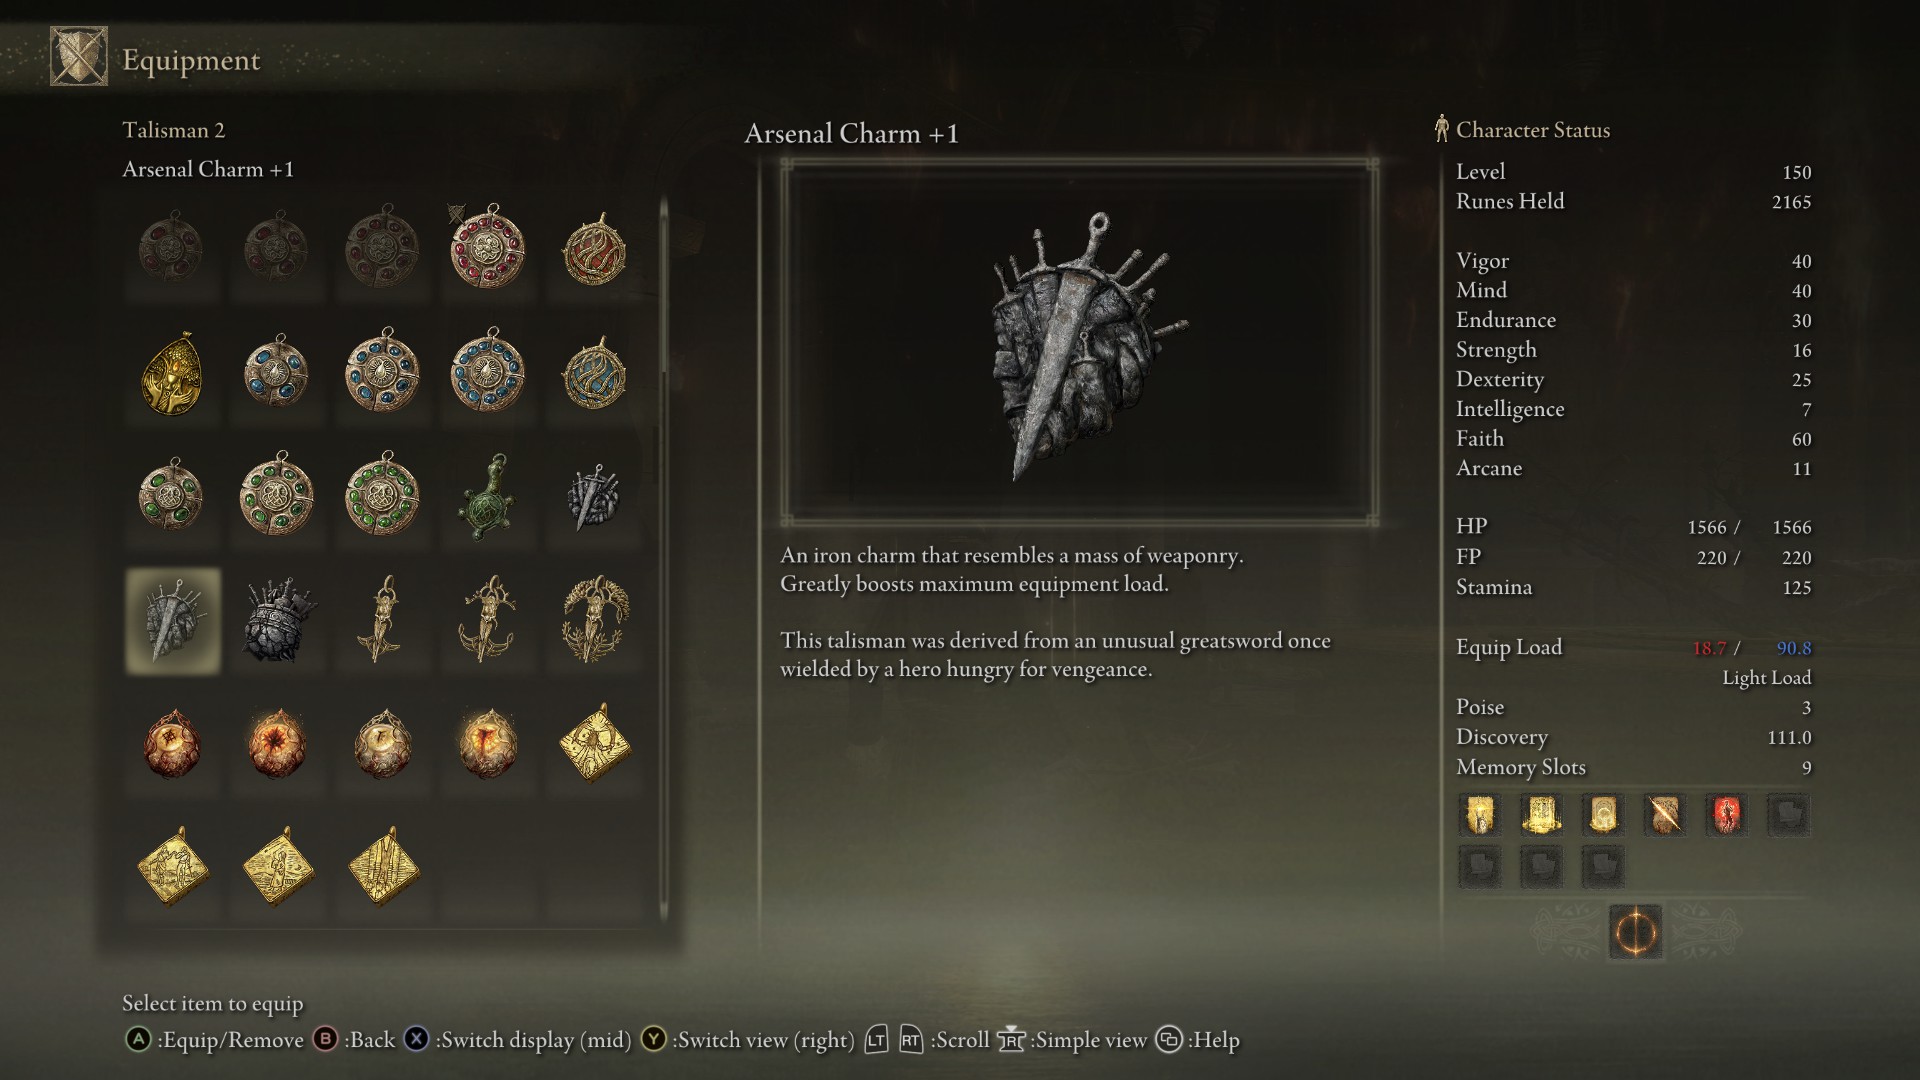 Equipment
Talisman 2
Arsenal Charm +1
Arsenal Charm +1
An iron charm that resembles a mass of weaponry.
Greatly boosts maximum equipment load.
This talisman was derived from an unusual greatsword once
wielded by a hero hungry for vengeance.
Character Status
Level 150
Runes Held 2165
Vigor 40
Mind 40
Endurance 30
Strength 16
Dexterity 25
Intelligence 7
Faith 60
Arcane 11
HP 1566 / 1566
FP 220 / 220
Stamina 125
Equip Load 18.7 / 90.8
Light Load
Poise 3
Discovery 111.0
Memory Slots 9
Select item to equip
A :Equip/Remove B :Back X :Switch display (mid) Y :Switch view (right) LT RT :Scroll R :Simple view :Help